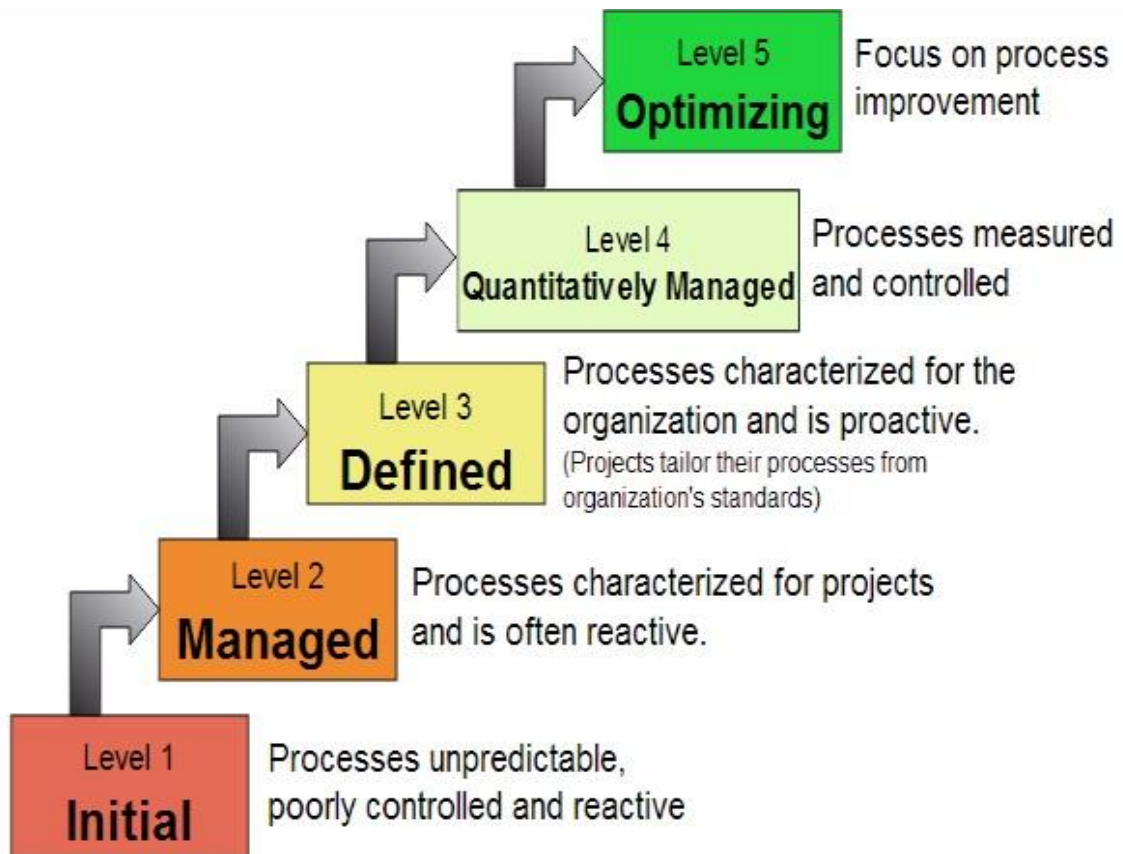 Level 5
Optimizing
Focus on process
improvement
Level 4
Quantitatively Managed
Processes measured
and controlled
Level 3
Defined
Processes characterized for the
organization and is proactive.
(Projects tailor their processes from
organization's standards)
Level 2
Managed
Processes characterized for projects
and is often reactive.
Level 1
Initial
Processes unpredictable,
poorly controlled and reactive